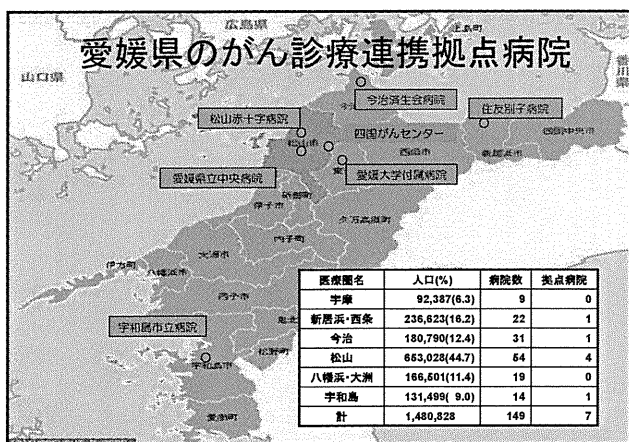 広島県
上島町
山口県
香川県
愛媛県のがん診療連携拠点病院
今治済生会病院
住友別子病院
松山赤十字病院
四国がんセンター
四国中央市
松山市
西条市
新居浜市
愛媛県立中央病院
愛媛大学付属病院
砥部町
伊予市
久万高原町
内子町
大洲市
伊方町
八幡浜市
西予市
宇和島市立病院
松野町
宇和島市
愛南町
医療圏名 人口(%) 病院数 拠点病院
宇摩 92,387(6.3) 9 0
新居浜・西条 236,623(16.2) 22 1
今治 180,790(12.4) 31 1
松山 653,028(44.7) 54 4
八幡浜・大洲 166,501(11.4) 19 0
宇和島 131,499( 9.0) 14 1
計 1,480,828 149 7